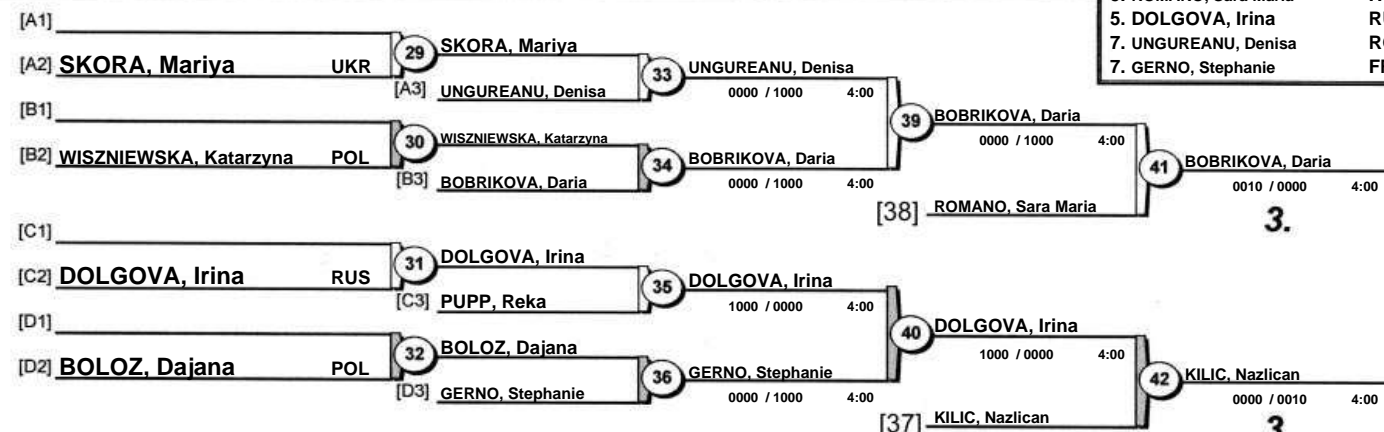 5. DOLGOVA, Irina
7. UNGUREANU, Denisa
7. GERNO, Stephanie
[A1]
[A2] SKORA, Mariya UKR
29 SKORA, Mariya
[A3] UNGUREANU, Denisa
33 UNGUREANU, Denisa
0000 / 1000 4:00
[B1]
[B2] WISZNIEWSKA, Katarzyna POL
30 WISZNIEWSKA, Katarzyna
[B3] BOBRIKOVA, Daria
34 BOBRIKOVA, Daria
0000 / 1000 4:00
39 BOBRIKOVA, Daria
0000 / 1000 4:00
[38] ROMANO, Sara Maria
41 BOBRIKOVA, Daria
0010 / 0000 4:00
3.
[C1]
[C2] DOLGOVA, Irina RUS
31 DOLGOVA, Irina
[C3] PUPP, Reka
35 DOLGOVA, Irina
1000 / 0000 4:00
[D1]
[D2] BOLOZ, Dajana POL
32 BOLOZ, Dajana
[D3] GERNO, Stephanie
36 GERNO, Stephanie
0000 / 1000 4:00
40 DOLGOVA, Irina
1000 / 0000 4:00
[37] KILIC, Nazlican
42 KILIC, Nazlican
0000 / 0010 4:00
3